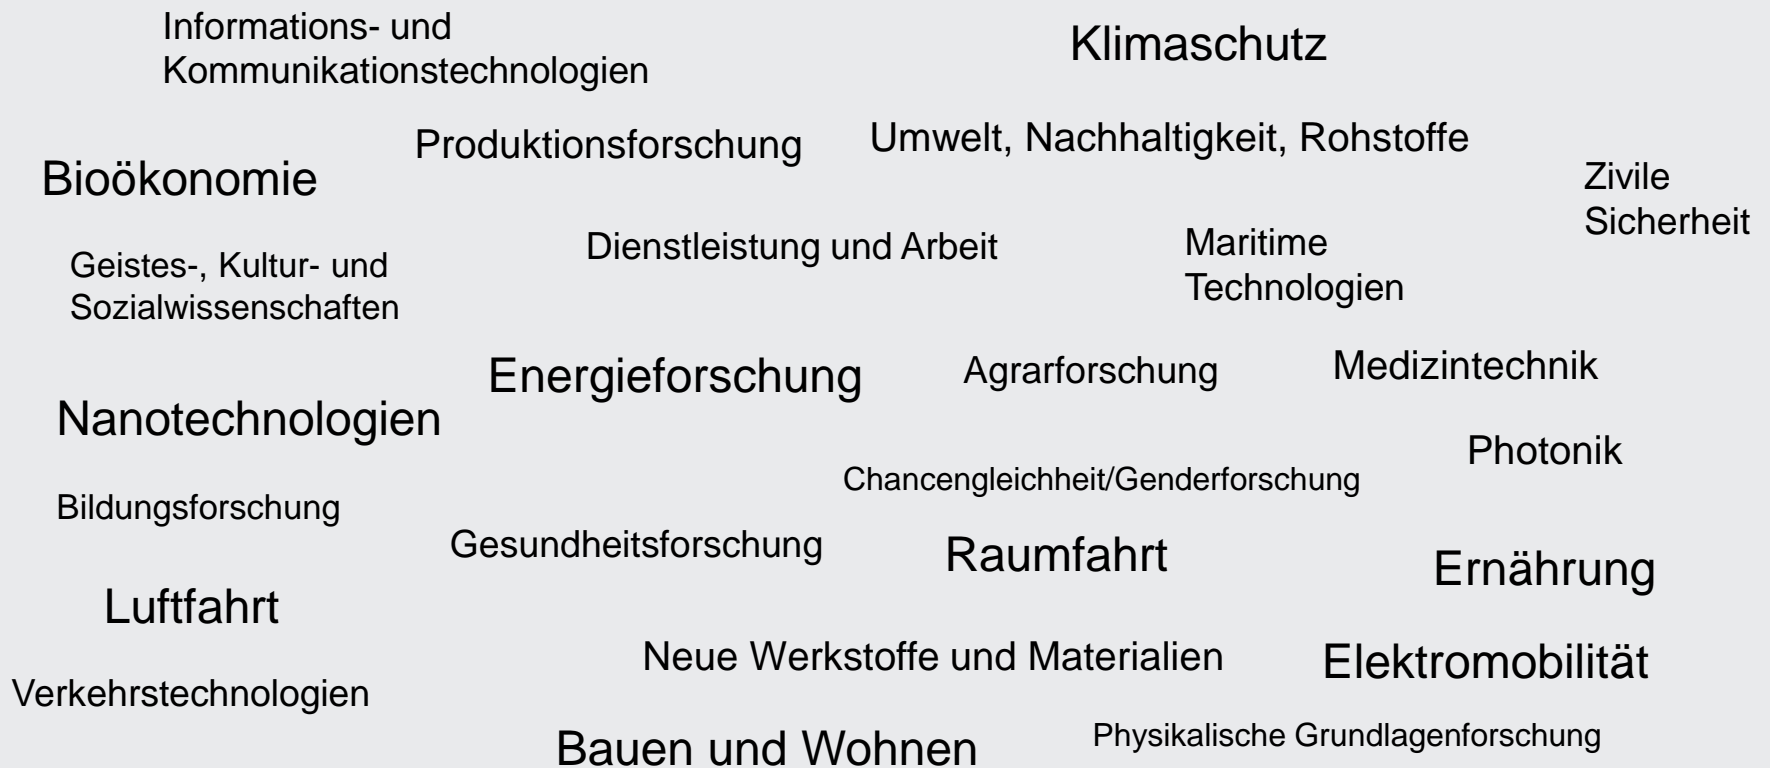 Informations- und
Kommunikationstechnologien
Klimaschutz
Produktionsforschung
Umwelt, Nachhaltigkeit, Rohstoffe
Bioökonomie
Zivile
Sicherheit
Dienstleistung und Arbeit
Maritime
Technologien
Geistes-, Kultur- und
Sozialwissenschaften
Energieforschung
Agrarforschung
Medizintechnik
Nanotechnologien
Photonik
Chancengleichheit/Genderforschung
Bildungsforschung
Gesundheitsforschung
Raumfahrt
Ernährung
Luftfahrt
Neue Werkstoffe und Materialien
Elektromobilität
Verkehrstechnologien
Bauen und Wohnen
Physikalische Grundlagenforschung